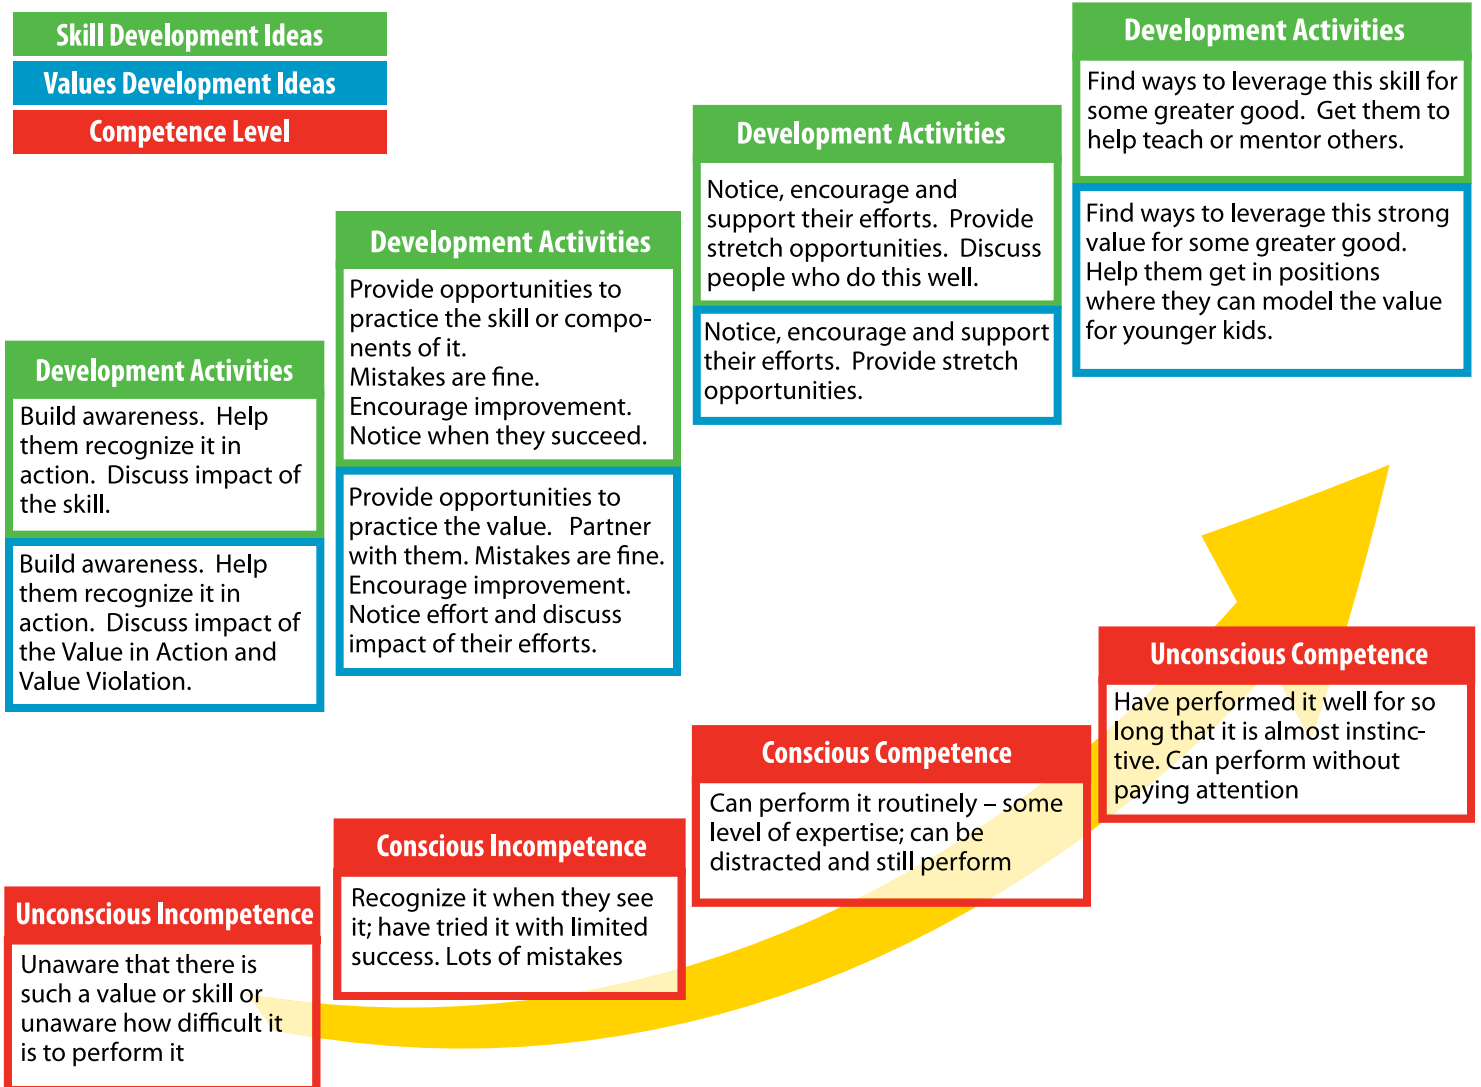 Skill Development Ideas
Values Development Ideas
Competence Level
Development Activities
Build awareness.  Help
them recognize it in
action.  Discuss impact of
the skill.
Build awareness.  Help
them recognize it in
action.  Discuss impact of
the Value in Action and
Value Violation.
Development Activities
Provide opportunities to
practice the skill or compo-
nents of it.
Mistakes are fine.
Encourage improvement.
Notice when they succeed.
Provide opportunities to
practice the value.   Partner
with them. Mistakes are fine.
Encourage improvement.
Notice effort and discuss
impact of their efforts.
Development Activities
Notice, encourage and
support their efforts.  Provide
stretch opportunities.  Discuss
people who do this well.
Notice, encourage and support
their efforts.  Provide stretch
opportunities.
Development Activities
Find ways to leverage this skill for
some greater good.  Get them to
help teach or mentor others.
Find ways to leverage this strong
value for some greater good.
Help them get in positions
where they can model the value
for younger kids.
Unconscious Incompetence
Unaware that there is
such a value or skill or
unaware how difficult it
is to perform it
Conscious Incompetence
Recognize it when they see
it; have tried it with limited
success. Lots of mistakes
Conscious Competence
Can perform it routinely – some
level of expertise; can be
distracted and still perform
Unconscious Competence
Have performed it well for so
long that it is almost instinc-
tive. Can perform without
paying attention